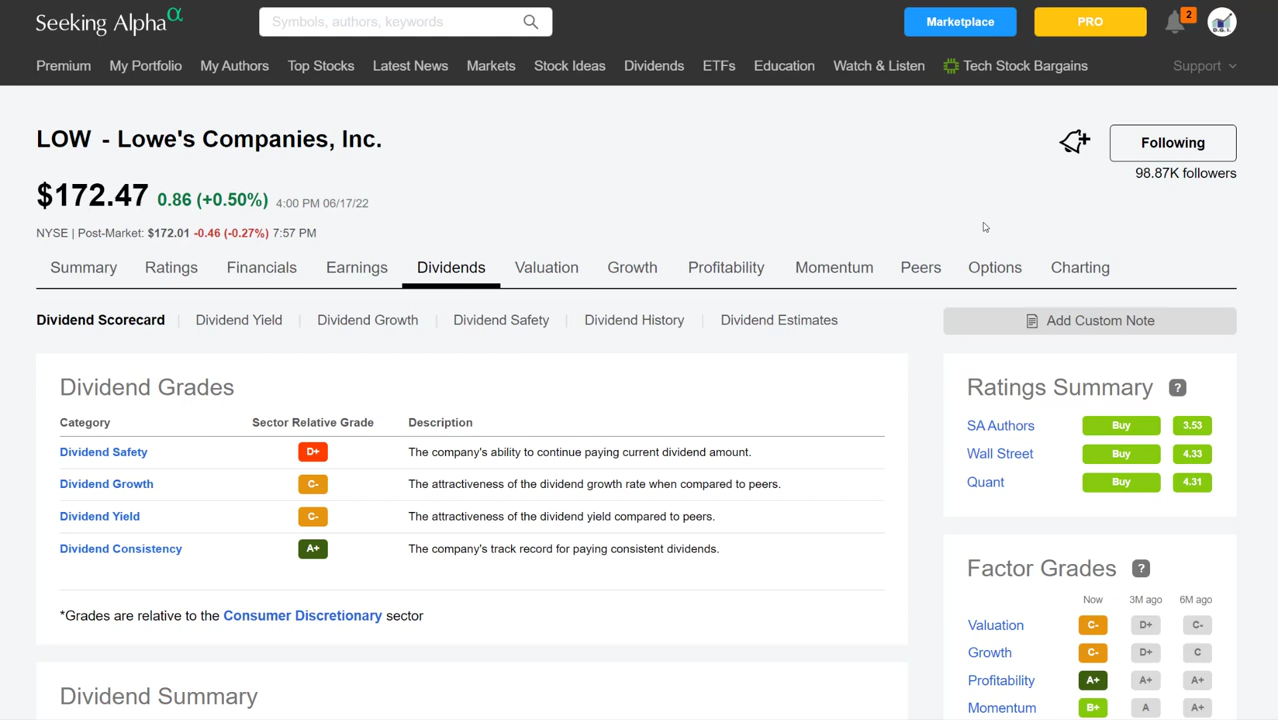 Seeking Alpha α
Symbols, authors, keywords
Marketplace
PRO
2
D.G.I.
Premium My Portfolio My Authors Top Stocks Latest News Markets Stock Ideas Dividends ETFs Education Watch & Listen Tech Stock Bargains Support
LOW - Lowe's Companies, Inc.
Following
98.87K followers
$172.47 0.86 (+0.50%) 4:00 PM 06/17/22
NYSE | Post-Market: $172.01 -0.46 (-0.27%) 7:57 PM
Summary Ratings Financials Earnings Dividends Valuation Growth Profitability Momentum Peers Options Charting
Dividend Scorecard | Dividend Yield | Dividend Growth | Dividend Safety | Dividend History | Dividend Estimates
Add Custom Note
Dividend Grades
Category Sector Relative Grade Description
Dividend Safety D+ The company's ability to continue paying current dividend amount.
Dividend Growth C- The attractiveness of the dividend growth rate when compared to peers.
Dividend Yield C- The attractiveness of the dividend yield compared to peers.
Dividend Consistency A+ The company's track record for paying consistent dividends.
*Grades are relative to the Consumer Discretionary sector
Dividend Summary
Ratings Summary ?
SA Authors Buy 3.53
Wall Street Buy 4.33
Quant Buy 4.31
Factor Grades ?
Now 3M ago 6M ago
Valuation C- D+ C-
Growth C- D+ C
Profitability A+ A+ A+
Momentum B+ A A+